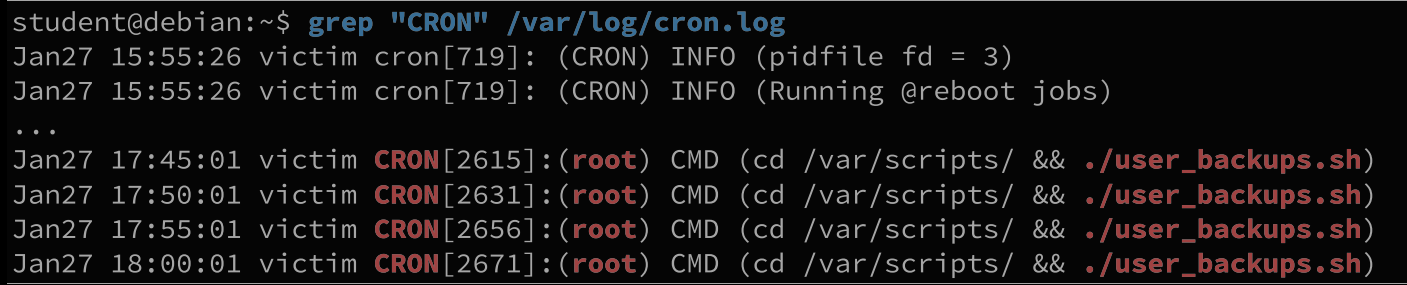 student@debian:~$ grep "CRON" /var/log/cron.log
Jan27 15:55:26 victim cron[719]: (CRON) INFO (pidfile fd = 3)
Jan27 15:55:26 victim cron[719]: (CRON) INFO (Running @reboot jobs)
...
Jan27 17:45:01 victim CRON[2615]:(root) CMD (cd /var/scripts/ && ./user_backups.sh)
Jan27 17:50:01 victim CRON[2631]:(root) CMD (cd /var/scripts/ && ./user_backups.sh)
Jan27 17:55:01 victim CRON[2656]:(root) CMD (cd /var/scripts/ && ./user_backups.sh)
Jan27 18:00:01 victim CRON[2671]:(root) CMD (cd /var/scripts/ && ./user_backups.sh)